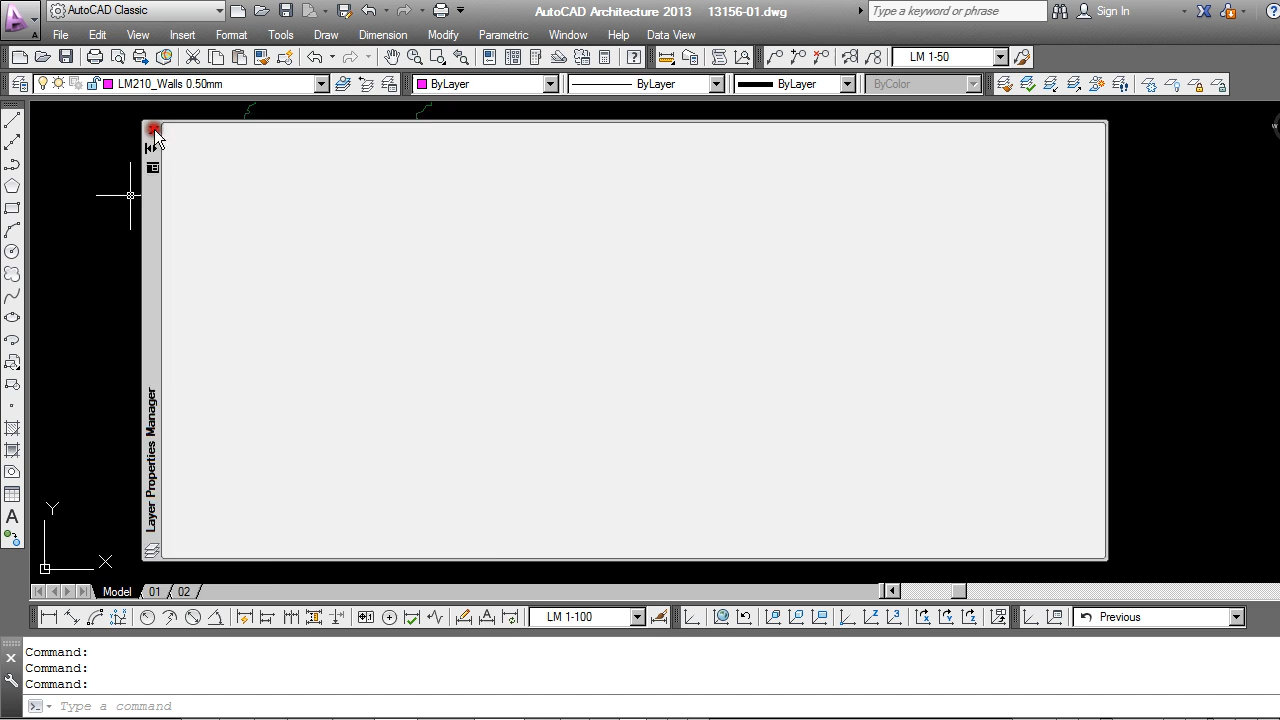 AutoCAD Classic
AutoCAD Architecture 2013 13156-01.dwg
Type a keyword or phrase
Sign In
File Edit View Insert Format Tools Draw Dimension Modify Parametric Window Help Data View
LM 1-50
LM210_Walls 0.50mm
ByLayer
ByLayer
ByLayer
ByColor
Layer Properties Manager
Y
X
W
Model 01 02
LM 1-100
Previous
Command:
Command:
Command:
Type a command